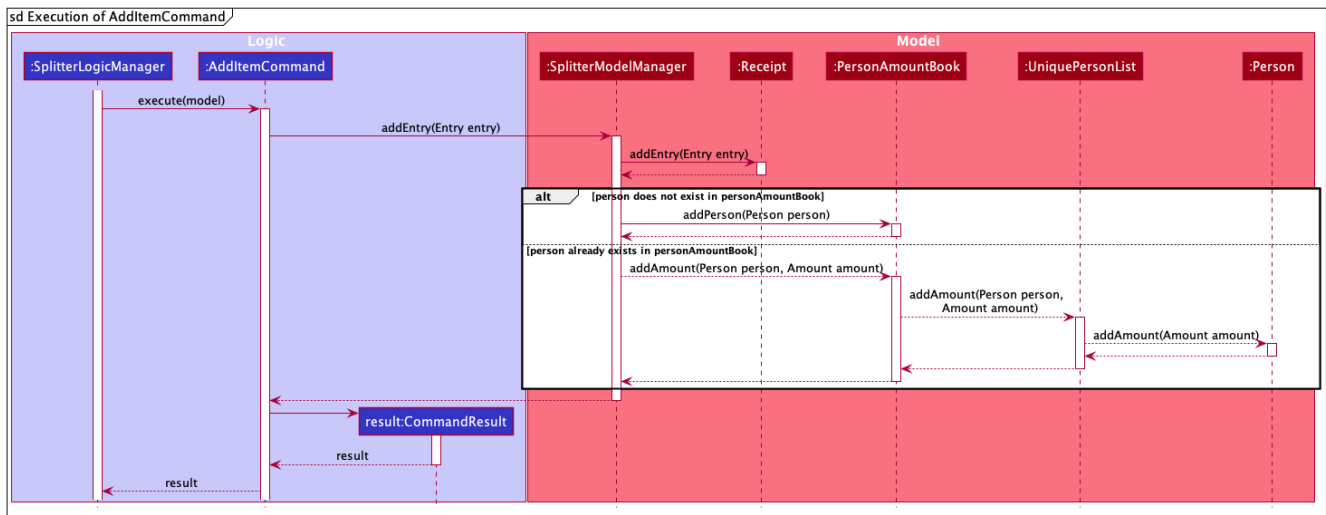 sd Execution of AddItemCommand
Logic
Model
:SplitterLogicManager
:AddItemCommand
:SplitterModelManager
:Receipt
:PersonAmountBook
:UniquePersonList
:Person
execute(model)
addEntry(Entry entry)
addEntry(Entry entry)
alt
[person does not exist in personAmountBook]
addPerson(Person person)
[person already exists in personAmountBook]
addAmount(Person person, Amount amount)
addAmount(Person person,
Amount amount)
addAmount(Amount amount)
result:CommandResult
result
result